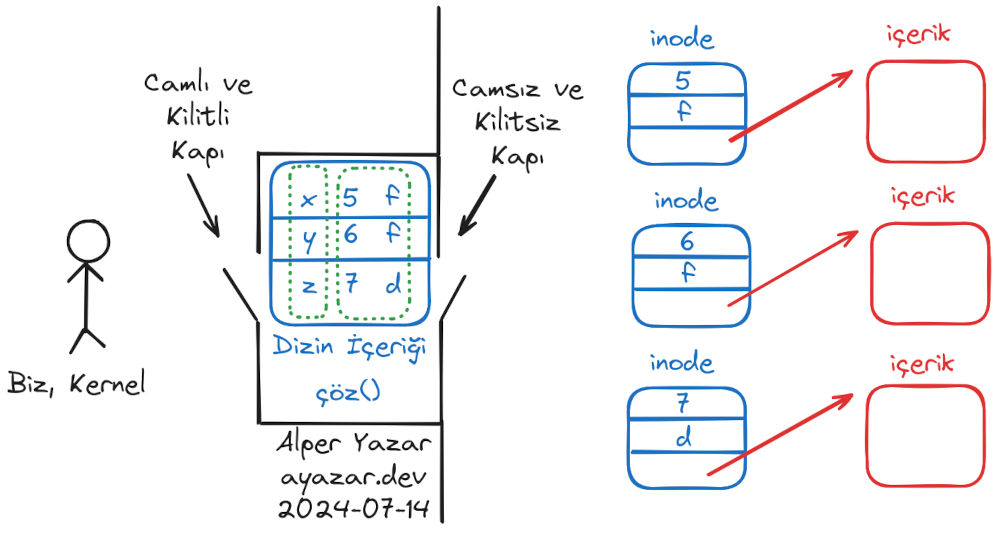 Camlı ve
Kilitli
Kapı
Camsız ve
Kilitsiz
Kapı
x 5 f
y 6 f
z 7 d
Dizin İçeriği
çöz()
Biz, Kernel
Alper Yazar
ayazar.dev
2024-07-14
inode
5
f
içerik
inode
6
f
içerik
inode
7
d
içerik